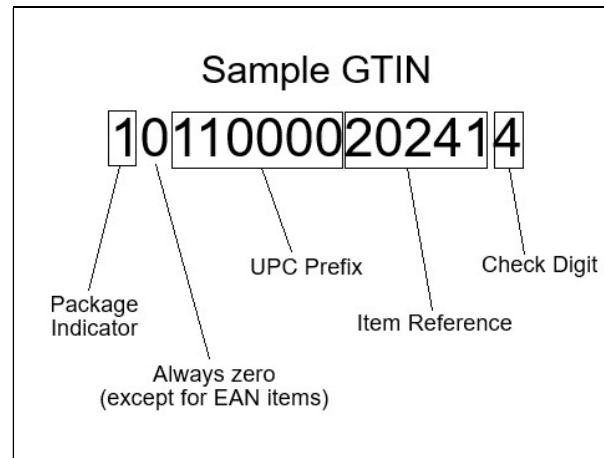 Sample GTIN
10110000202414
UPC Prefix
Check Digit
Package
Indicator
Item Reference
Always zero
(except for EAN items)